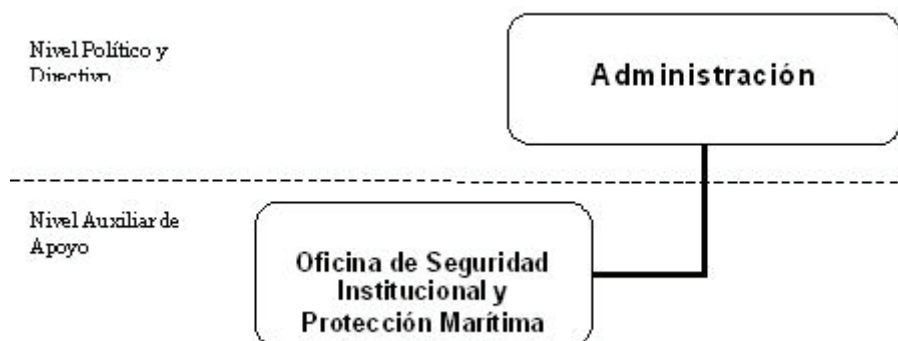 Nivel Político y
Directivo
Administración
Nivel Auxiliar de
Apoyo
Oficina de Seguridad
Institucional y
Protección Marítima